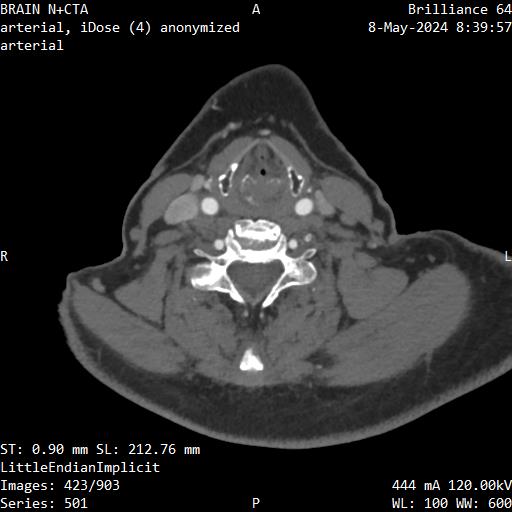 BRAIN N+CTA
arterial, iDose (4) anonymized
arterial
A
Brilliance 64
8-May-2024 8:39:57
R
L
ST: 0.90 mm SL: 212.76 mm
LittleEndianImplicit
Images: 423/903
Series: 501
P
444 mA 120.00kV
WL: 100 WW: 600